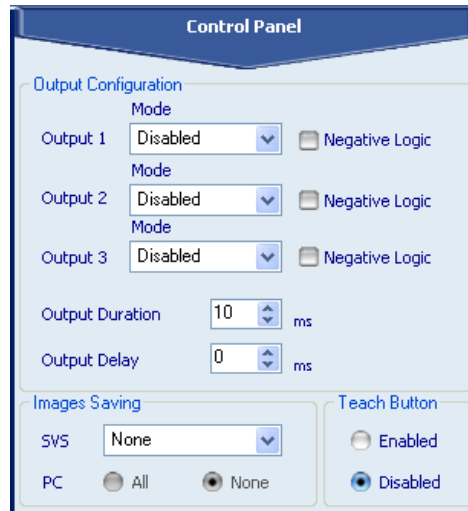 Control Panel
Output Configuration
Mode
Output 1 Disabled Negative Logic
Mode
Output 2 Disabled Negative Logic
Mode
Output 3 Disabled Negative Logic
Output Duration 10 ms
Output Delay 0 ms
Images Saving
SVS None
PC All None
Teach Button
Enabled
Disabled